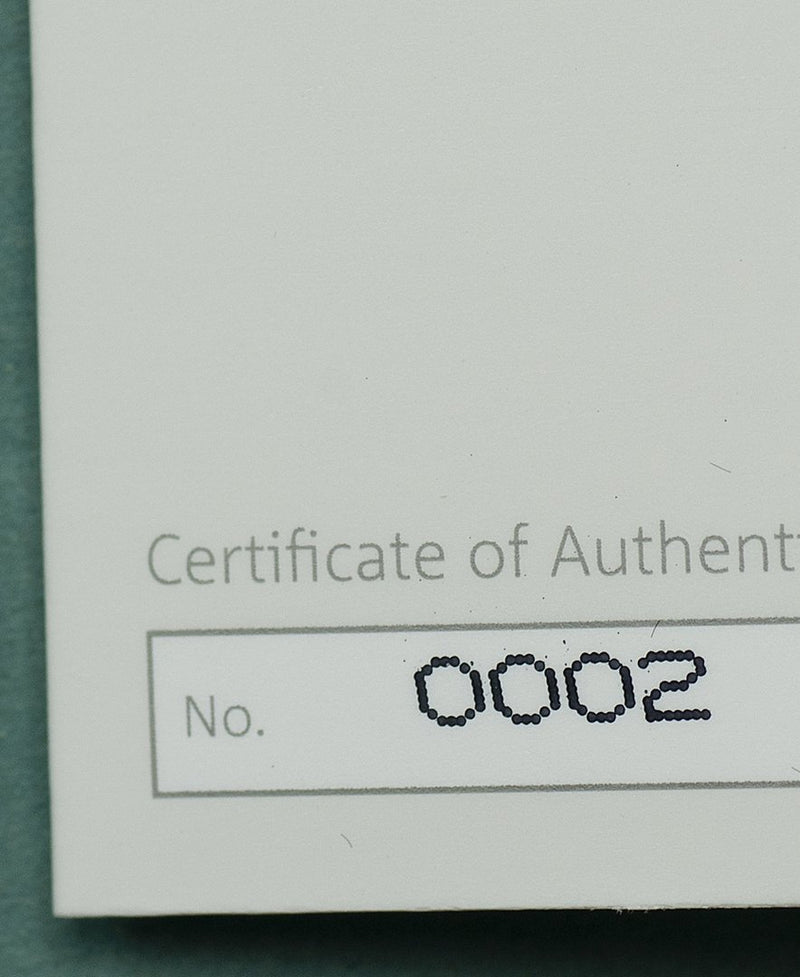 Certificate of Authent
No. 0002